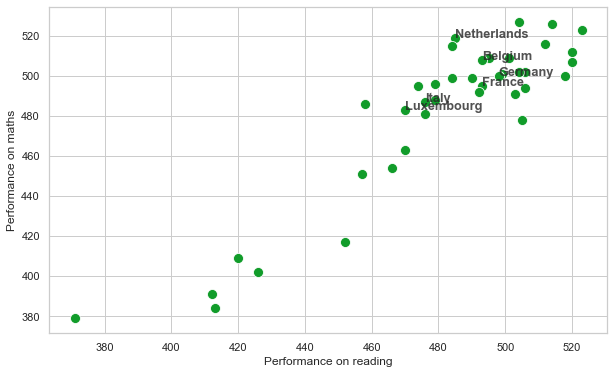 520
500
480
460
440
420
400
380
Performance on maths
Netherlands
Belgium
Germany
France
Italy
Luxembourg
380
400
420
440
460
480
500
520
Performance on reading